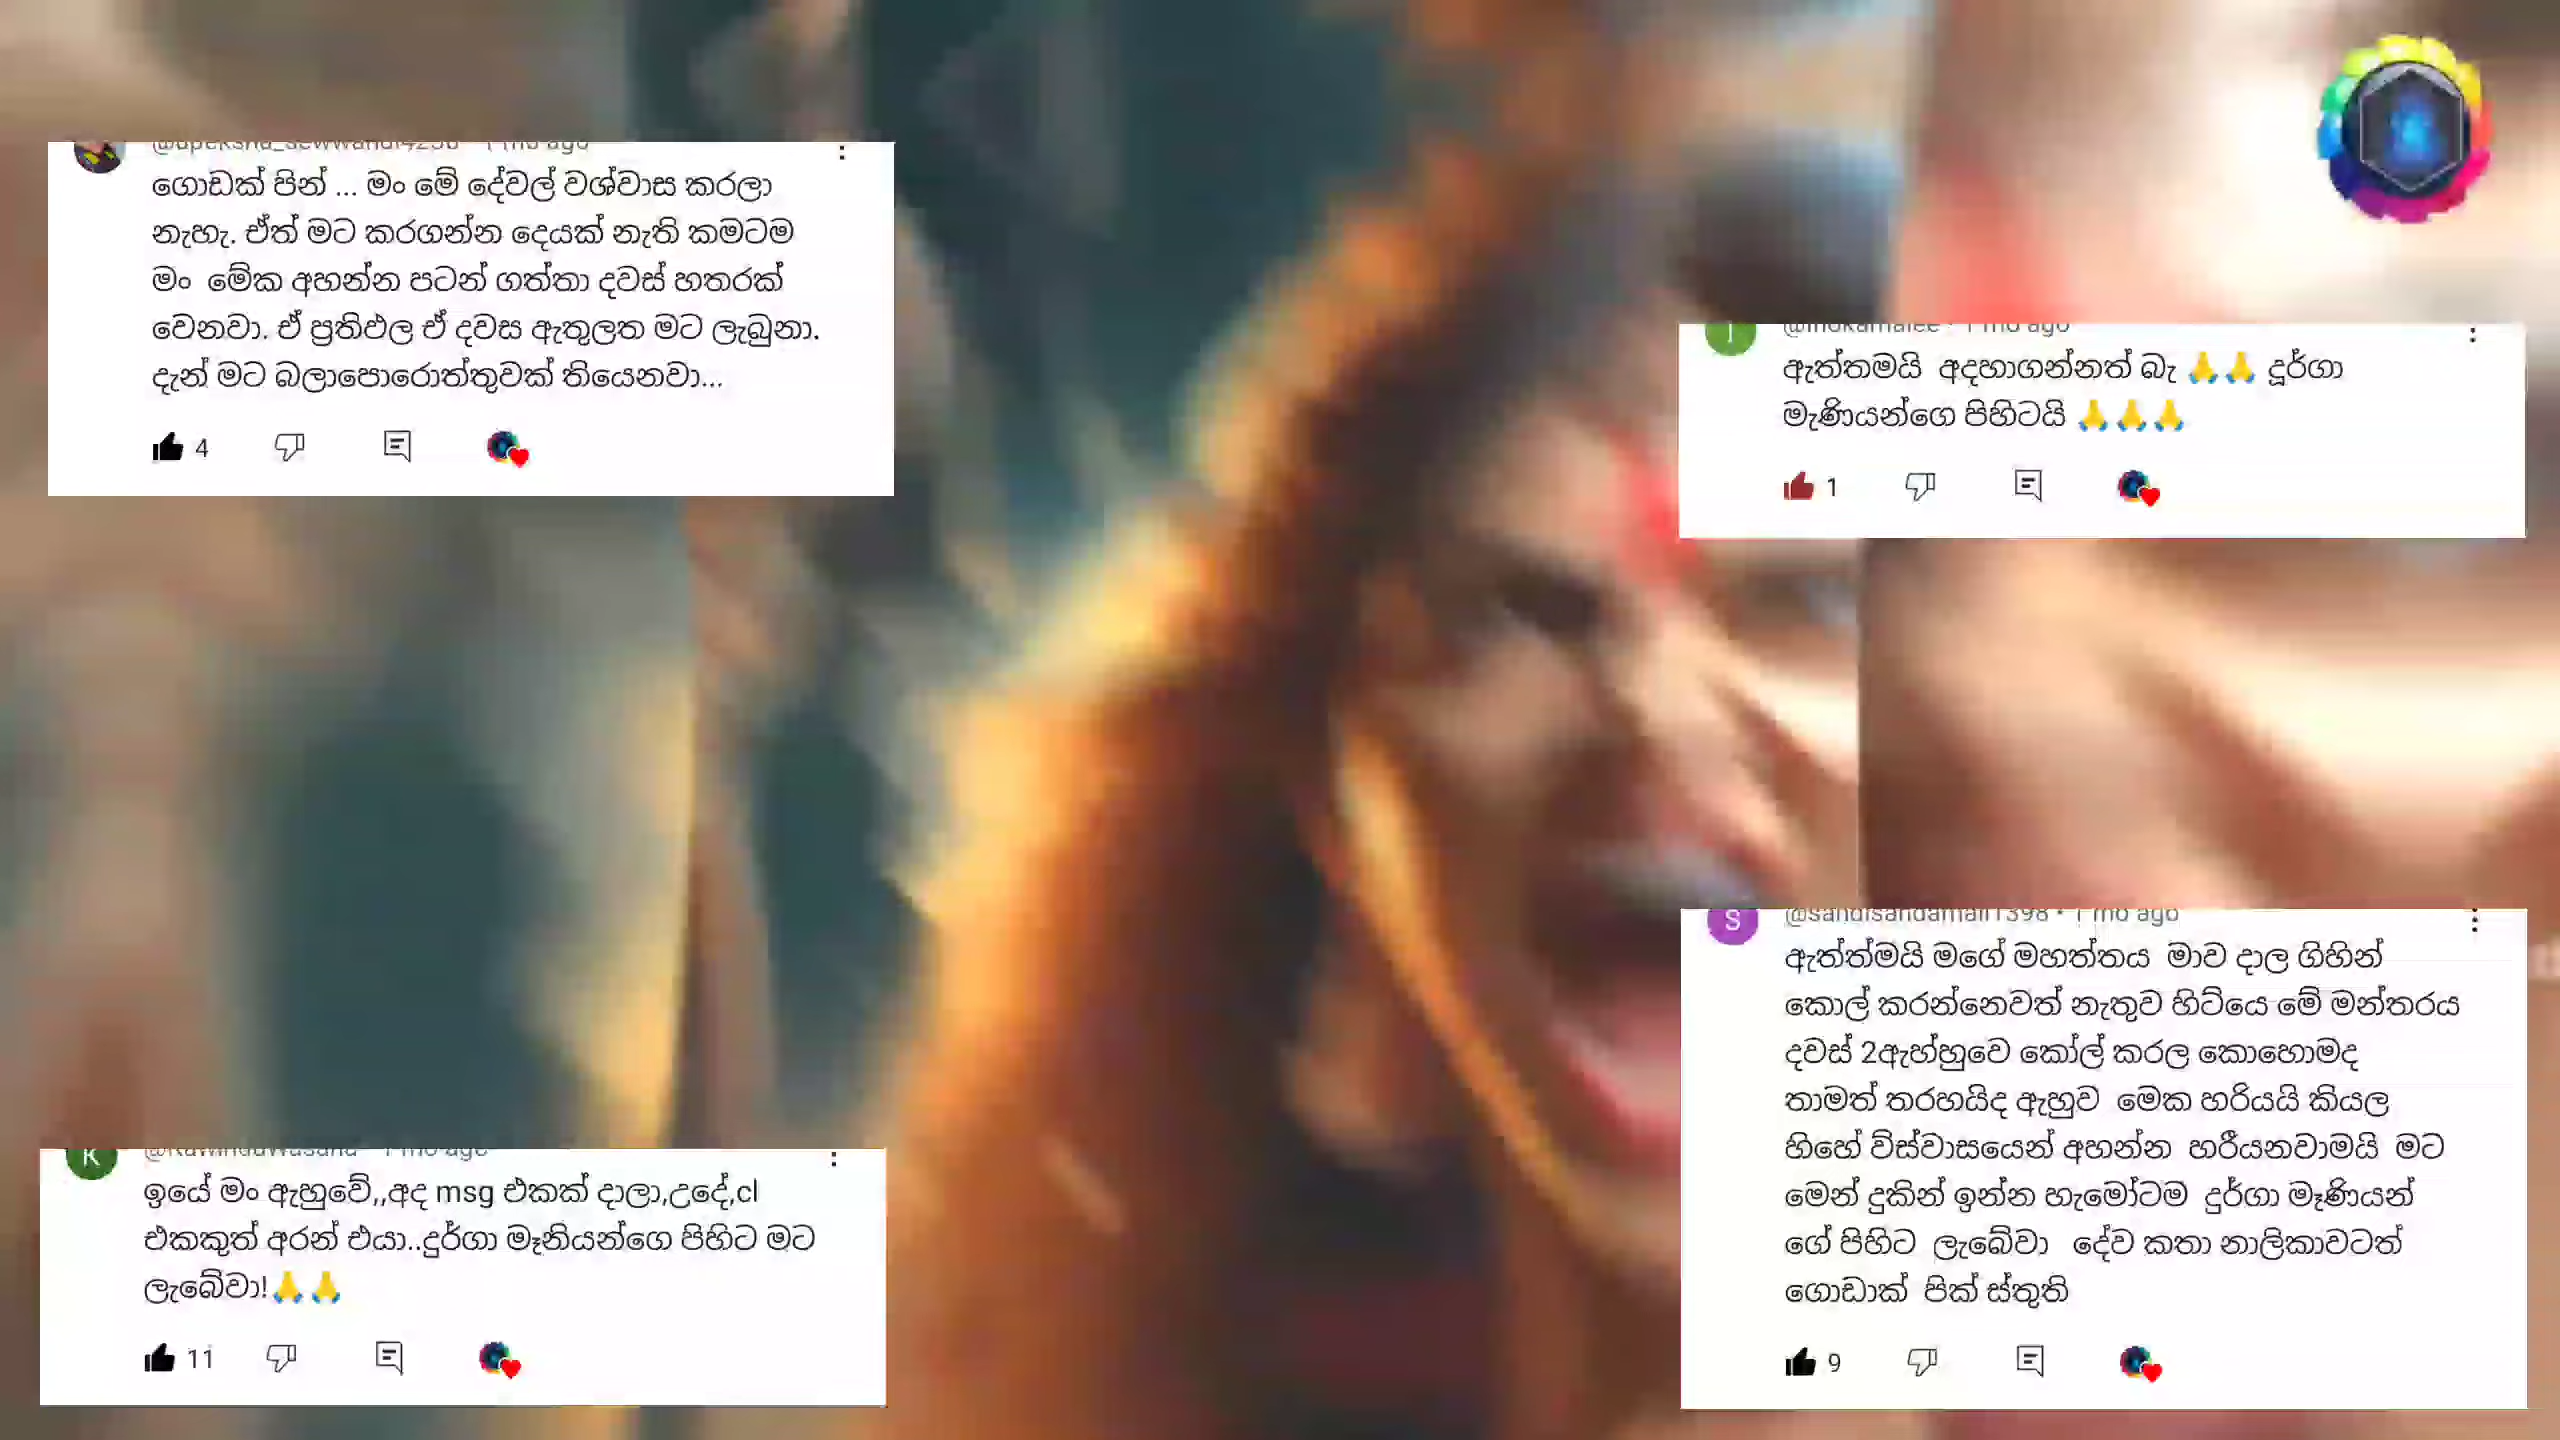 ගොඩක් පින් ... මං මේ දේවල් වශ්වාස කරලා
නැහැ. ඒත් මට කරගන්න දෙයක් නැති කමටම
මං මේක අහන්න පටන් ගත්තා දවස් හතරක්
වෙනවා. ඒ ප්‍රතිඵල ඒ දවස ඇතුලත මට ලැබුනා.
දැන් මට බලාපොරොත්තුවක් තියෙනවා...
4
ඇත්තමයි අදහාගන්නත් බැ 🙏🙏 දූර්ගා
මැණියන්ගෙ පිහිටයි 🙏🙏🙏
1
ඉයේ මං ඇහුවේ,,අද msg එකක් දාලා,උදේ,cl
එකකුත් අරන් එයා..දුර්ගා මෑනියන්ගෙ පිහිට මට
ලැබේවා!🙏🙏
11
ඇත්ත්මයි මගේ මහත්තය මාව දාල ගිහින්
කොල් කරන්නෙවත් නැතුව හිටියෙ මේ මන්තරය
දවස් 2ඇහ්හුවෙ කෝල් කරල කොහොමද
තාමත් තරහයිද ඇහුව මෙක හරියයි කියල
හිහේ විස්වාසයෙන් අහන්න හරීයනවාමයි මට
මෙන් දුකින් ඉන්න හැමෝටම දුර්ගා මෑණියන්
ගේ පිහිට ලැබේවා දේව කතා නාලිකාවටත්
ගොඩාක් පික් ස්තුති
9